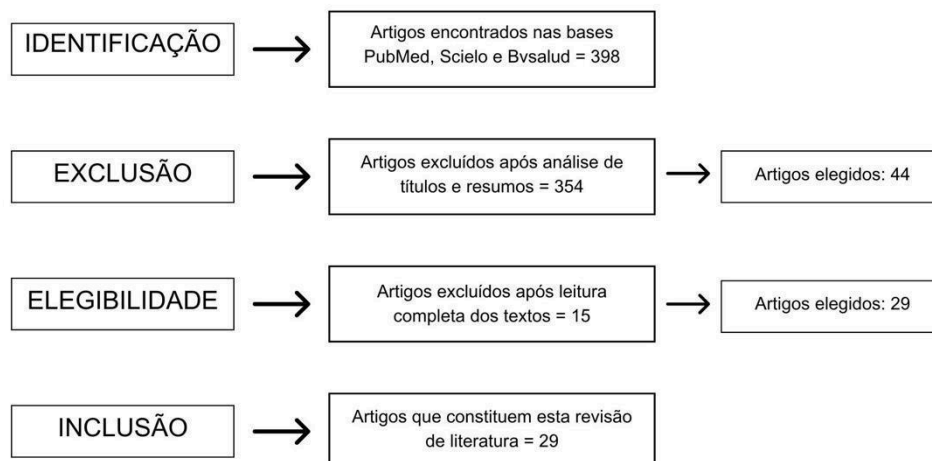 IDENTIFICAÇÃO
Artigos encontrados nas bases
PubMed, Scielo e Bvsalud = 398
EXCLUSÃO
Artigos excluídos após análise de
títulos e resumos = 354
Artigos elegidos: 44
ELEGIBILIDADE
Artigos excluídos após leitura
completa dos textos = 15
Artigos elegidos: 29
INCLUSÃO
Artigos que constituem esta revisão
de literatura = 29